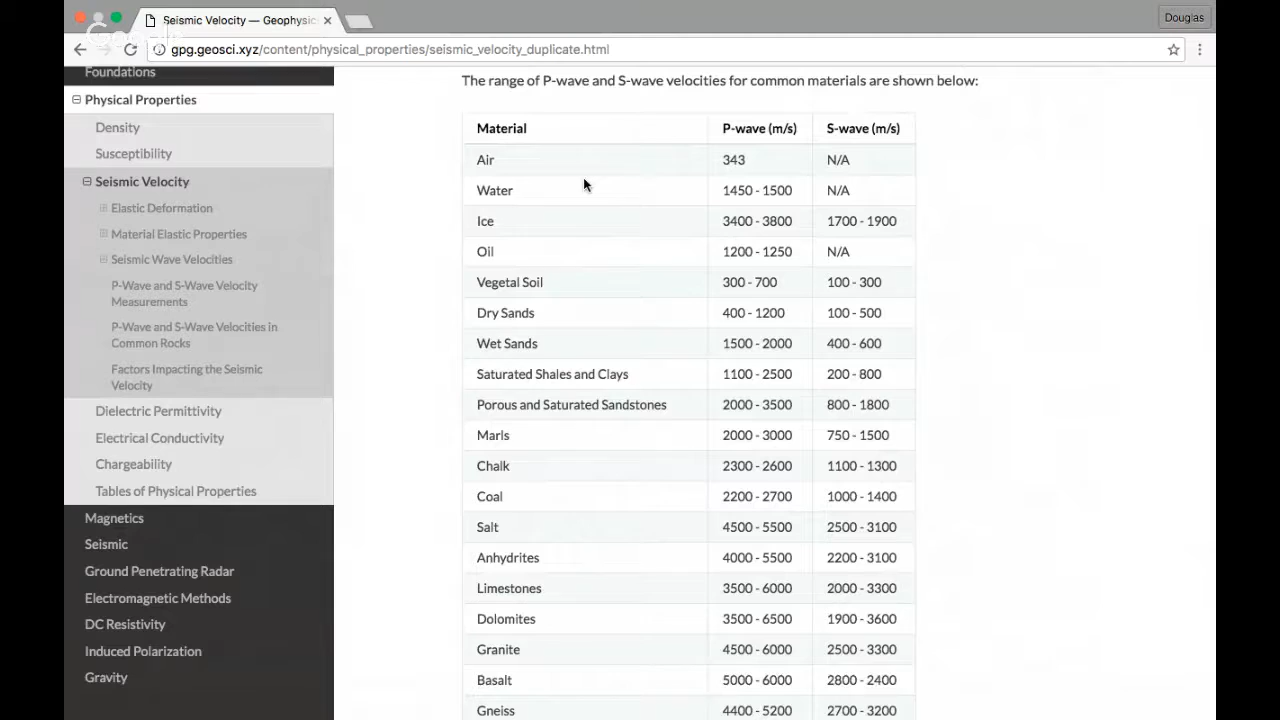 Seismic Velocity — Geophysic
Douglas
gpg.geosci.xyz/content/physical_properties/seismic_velocity_duplicate.html
Foundations
Physical Properties
Density
Susceptibility
Seismic Velocity
Elastic Deformation
Material Elastic Properties
Seismic Wave Velocities
P-Wave and S-Wave Velocity
Measurements
P-Wave and S-Wave Velocities in
Common Rocks
Factors Impacting the Seismic
Velocity
Dielectric Permittivity
Electrical Conductivity
Chargeability
Tables of Physical Properties
Magnetics
Seismic
Ground Penetrating Radar
Electromagnetic Methods
DC Resistivity
Induced Polarization
Gravity
The range of P-wave and S-wave velocities for common materials are shown below:
Material P-wave (m/s) S-wave (m/s)
Air 343 N/A
Water 1450 - 1500 N/A
Ice 3400 - 3800 1700 - 1900
Oil 1200 - 1250 N/A
Vegetal Soil 300 - 700 100 - 300
Dry Sands 400 - 1200 100 - 500
Wet Sands 1500 - 2000 400 - 600
Saturated Shales and Clays 1100 - 2500 200 - 800
Porous and Saturated Sandstones 2000 - 3500 800 - 1800
Marls 2000 - 3000 750 - 1500
Chalk 2300 - 2600 1100 - 1300
Coal 2200 - 2700 1000 - 1400
Salt 4500 - 5500 2500 - 3100
Anhydrites 4000 - 5500 2200 - 3100
Limestones 3500 - 6000 2000 - 3300
Dolomites 3500 - 6500 1900 - 3600
Granite 4500 - 6000 2500 - 3300
Basalt 5000 - 6000 2800 - 2400
Gneiss 4400 - 5200 2700 - 3200